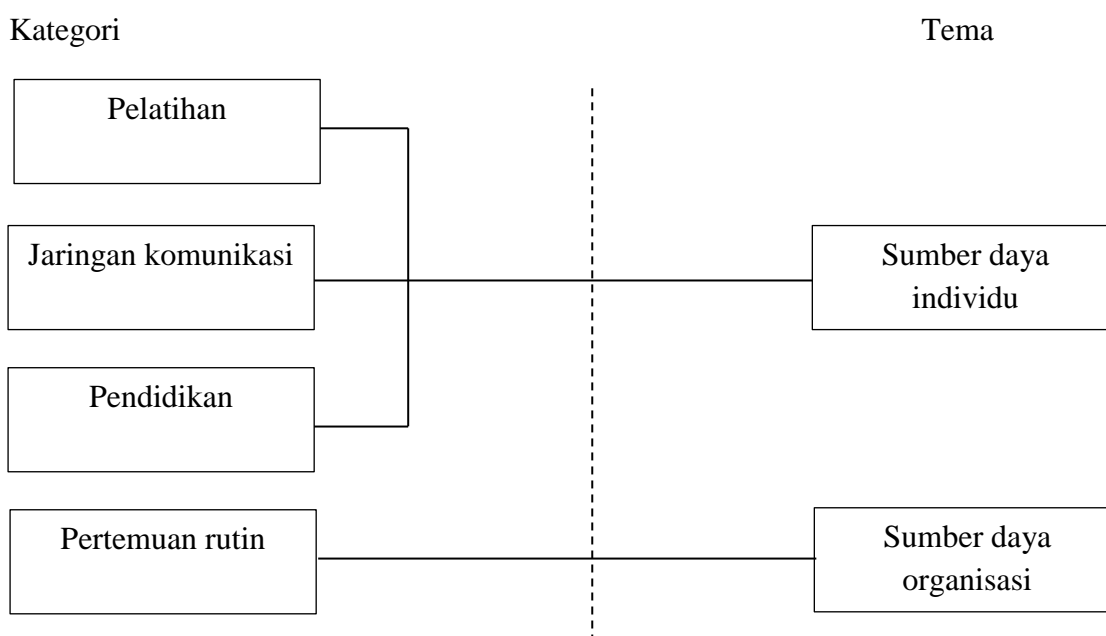 Kategori
Tema
Pelatihan
Jaringan komunikasi
Sumber daya
individu
Pendidikan
Pertemuan rutin
Sumber daya
organisasi